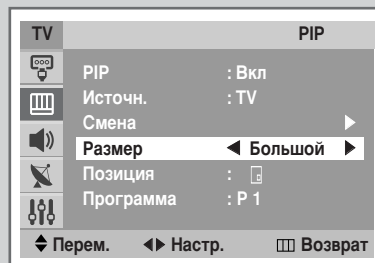 TV PIP
PIP : Вкл
Источн. : TV
Смена
Размер ◀ Большой ▶
Позиция :
Программа : P 1
Перем. Настр. Возврат